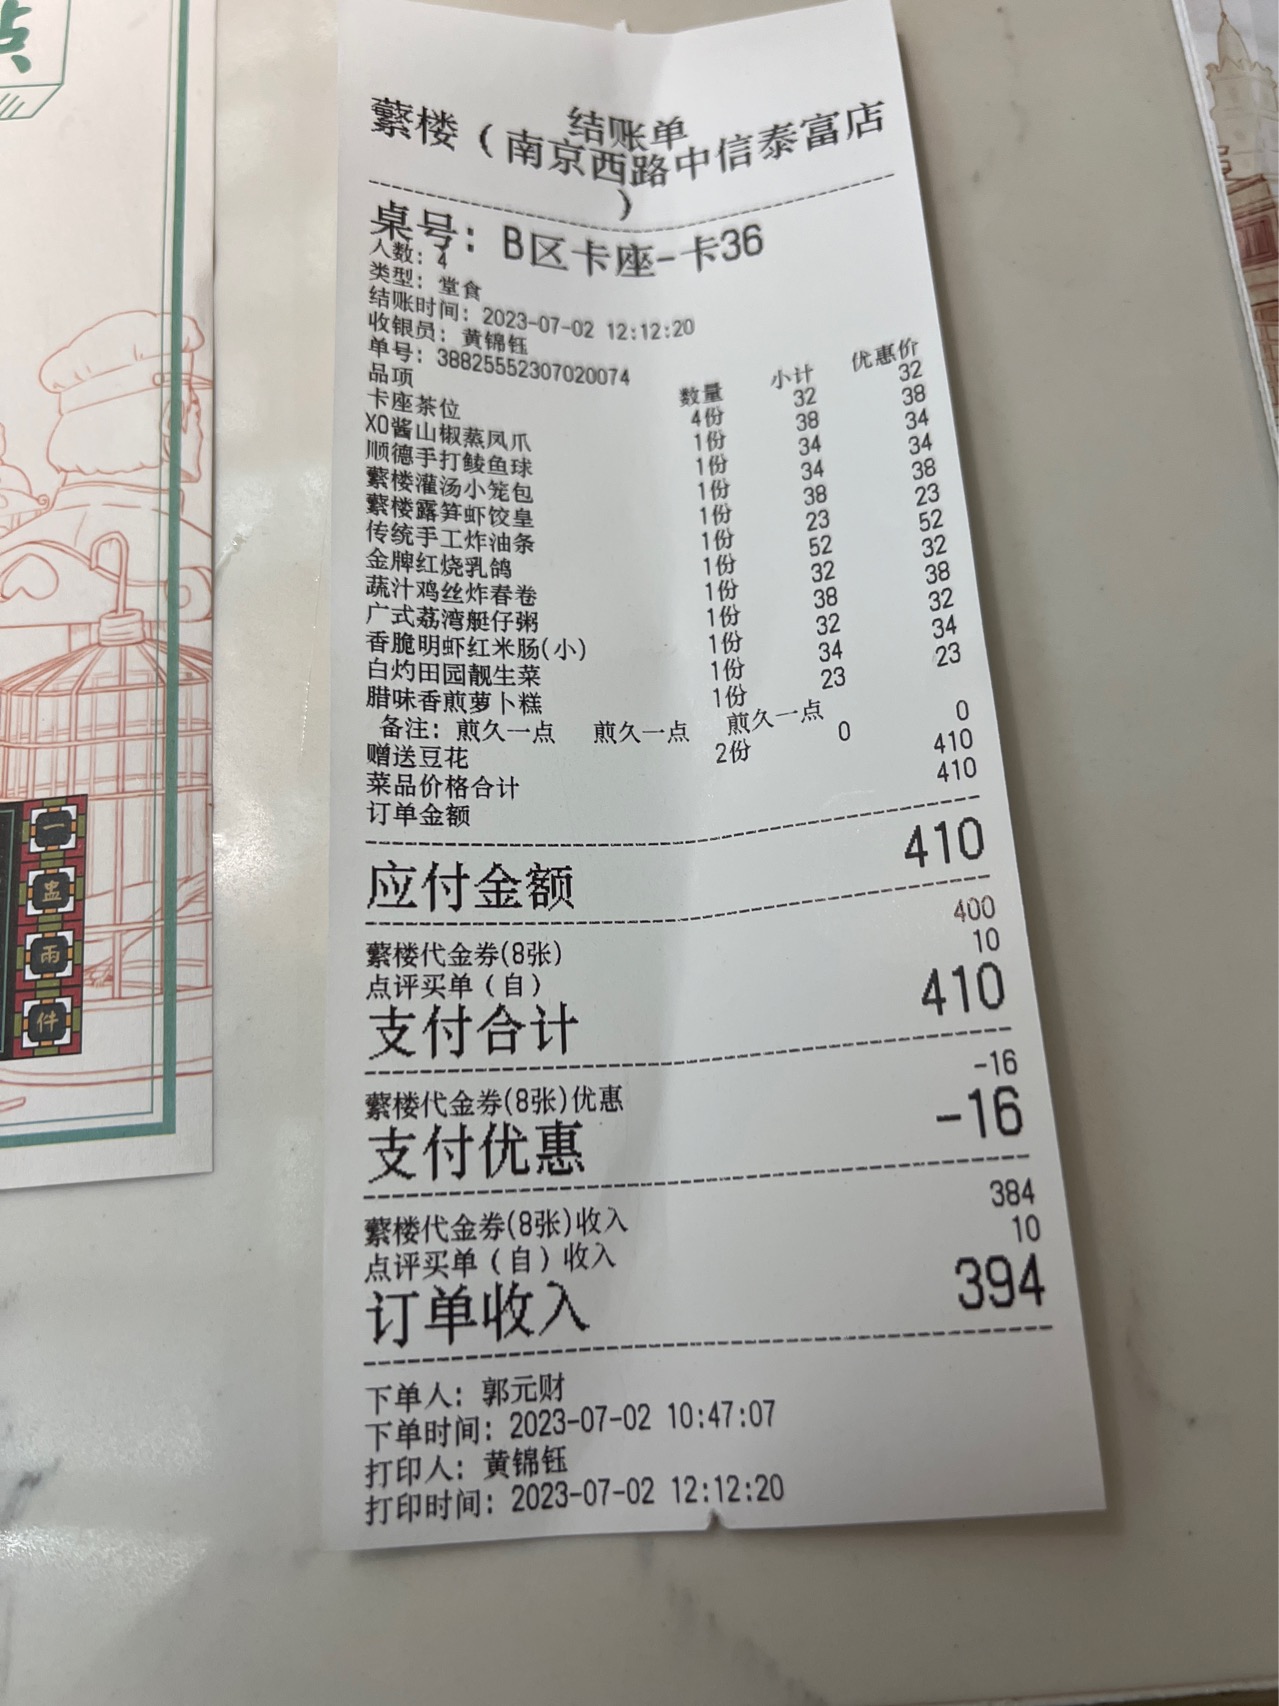 点
结账单
蘩楼（南京西路中信泰富店
）
桌号：B区卡座-卡36
人数：4
类型：堂食
结账时间：2023-07-02 12:12:20
收银员：黄锦钰
单号：388255552307020074
品项 数量 小计 优惠价
卡座茶位 4份 32 32
XO酱山椒蒸凤爪 1份 38 38
顺德手打鲮鱼球 1份 34 34
蘩楼灌汤小笼包 1份 34 34
蘩楼露笋虾饺皇 1份 38 38
传统手工炸油条 1份 23 23
金牌红烧乳鸽 1份 52 52
蔬汁鸡丝炸春卷 1份 32 32
广式荔湾艇仔粥 1份 38 38
香脆明虾红米肠(小) 1份 32 32
白灼田园靓生菜 1份 34 34
腊味香煎萝卜糕 1份 23 23
备注：煎久一点 煎久一点 煎久一点
赠送豆花 2份 0 0
菜品价格合计 410
订单金额 410
应付金额 410
蘩楼代金券(8张) 400
点评买单（自） 10
支付合计 410
蘩楼代金券(8张)优惠 -16
支付优惠 -16
蘩楼代金券(8张)收入 384
点评买单（自）收入 10
订单收入 394
下单人：郭元财
下单时间：2023-07-02 10:47:07
打印人：黄锦钰
打印时间：2023-07-02 12:12:20
一
盅
兩
件